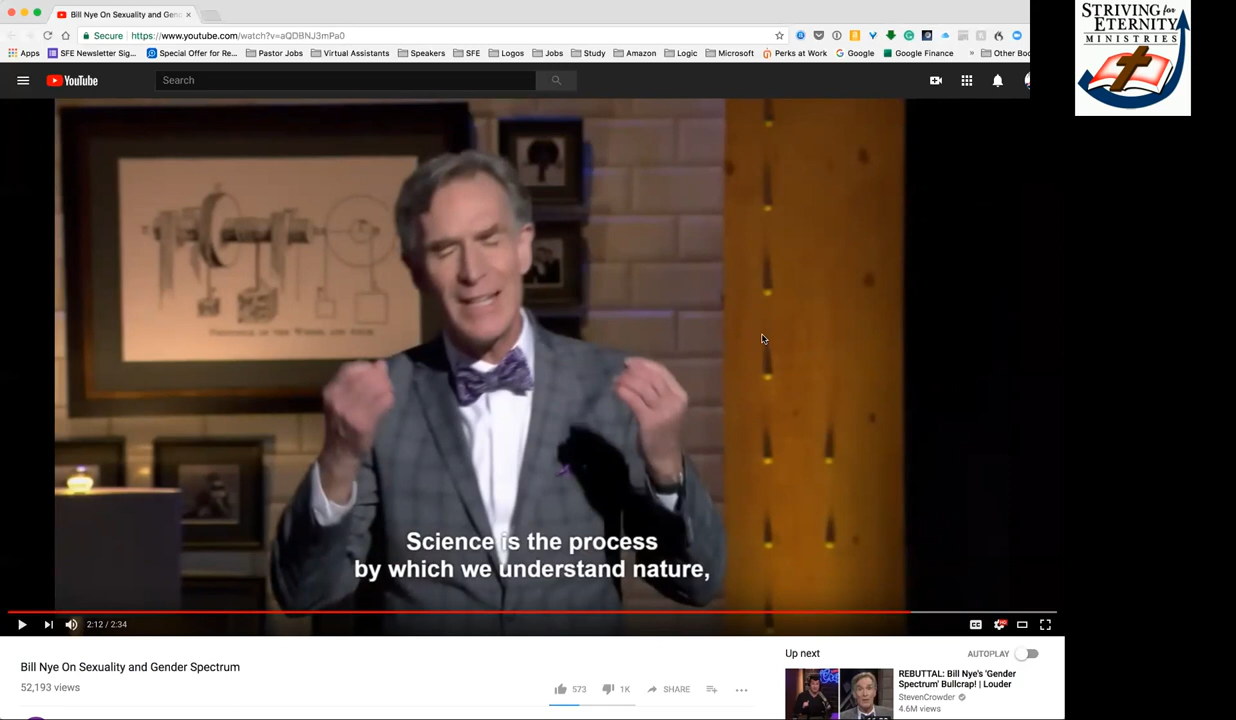 Bill Nye On Sexuality and Gend
STRIVING for
ETERNITY
MINISTRIES
Secure
https://www.youtube.com/watch?v=aQDBNJ3mPa0
Apps
SFE Newsletter Sig...
Special Offer for Re...
Pastor Jobs
Virtual Assistants
Speakers
SFE
Logos
Jobs
Study
Amazon
Logic
Microsoft
Perks at Work
Google
Google Finance
»
Other Boo
YouTube
Search
Science is the process
by which we understand nature,
2:12 / 2:34
CC
HD
Bill Nye On Sexuality and Gender Spectrum
52,193 views
573
1K
SHARE
Up next
AUTOPLAY
REBUTTAL: Bill Nye's 'Gender
Spectrum' Bullcrap! | Louder
StevenCrowder
4.6M views